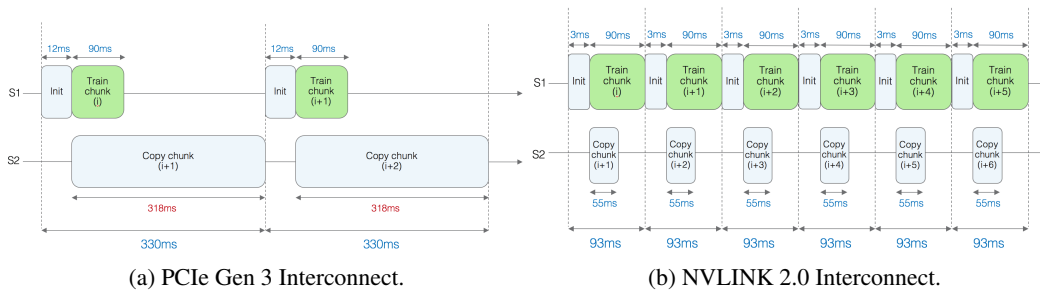 12ms 90ms 12ms 90ms
S1 Init Train chunk (i) Init Train chunk (i+1)
S2 Copy chunk (i+1) Copy chunk (i+2)
318ms 318ms
330ms 330ms
(a) PCIe Gen 3 Interconnect.
3ms 90ms 3ms 90ms 3ms 90ms 3ms 90ms 3ms 90ms 3ms 90ms
S1 Init Train chunk (i) Init Train chunk (i+1) Init Train chunk (i+2) Init Train chunk (i+3) Init Train chunk (i+4) Init Train chunk (i+5)
S2 Copy chunk (i+1) Copy chunk (i+2) Copy chunk (i+3) Copy chunk (i+4) Copy chunk (i+5) Copy chunk (i+6)
55ms 55ms 55ms 55ms 55ms 55ms
93ms 93ms 93ms 93ms 93ms 93ms
(b) NVLINK 2.0 Interconnect.